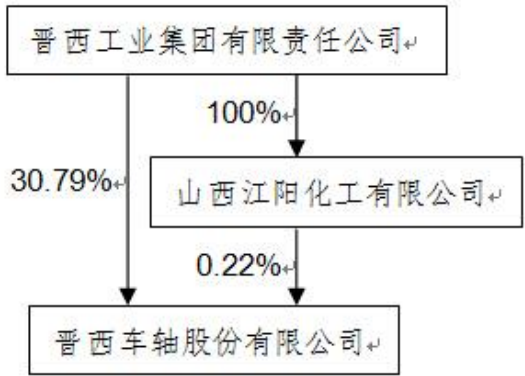 晋西工业集团有限责任公司
100%
30.79%
山西江阳化工有限公司
0.22%
晋西车轴股份有限公司